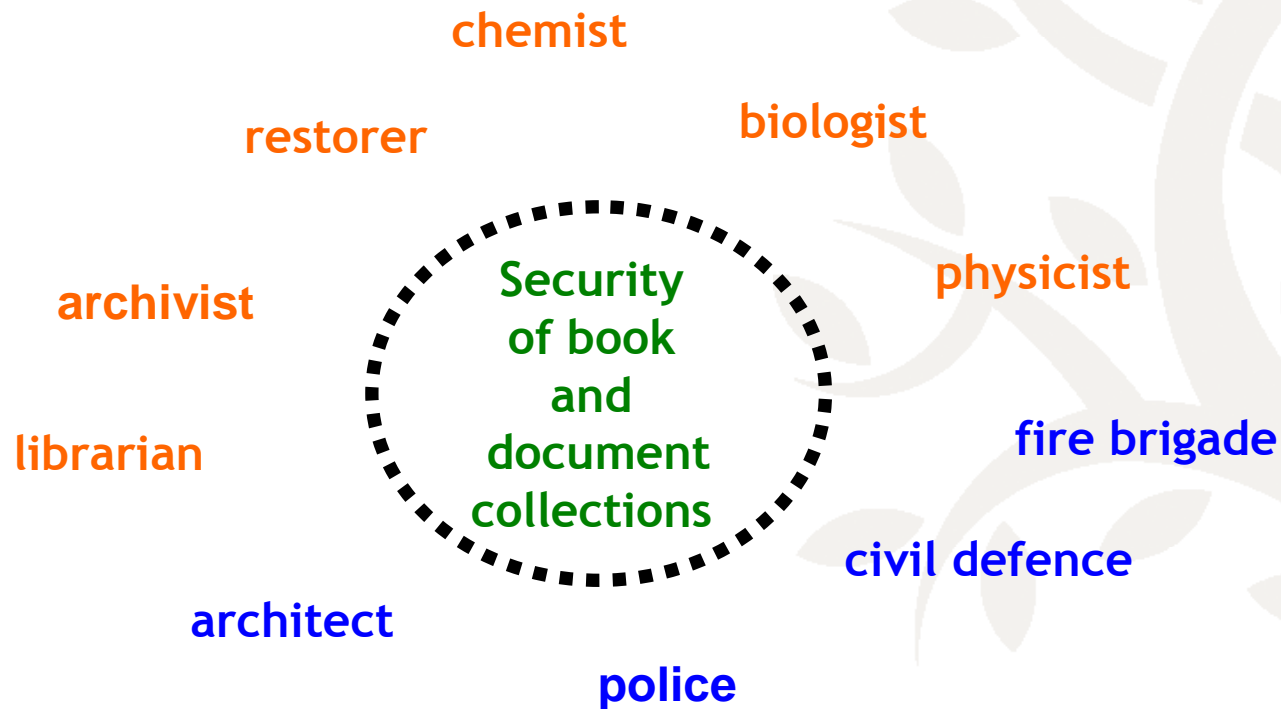 chemist
restorer
biologist
archivist
physicist
Security
of book
and
document
collections
librarian
fire brigade
civil defence
architect
police